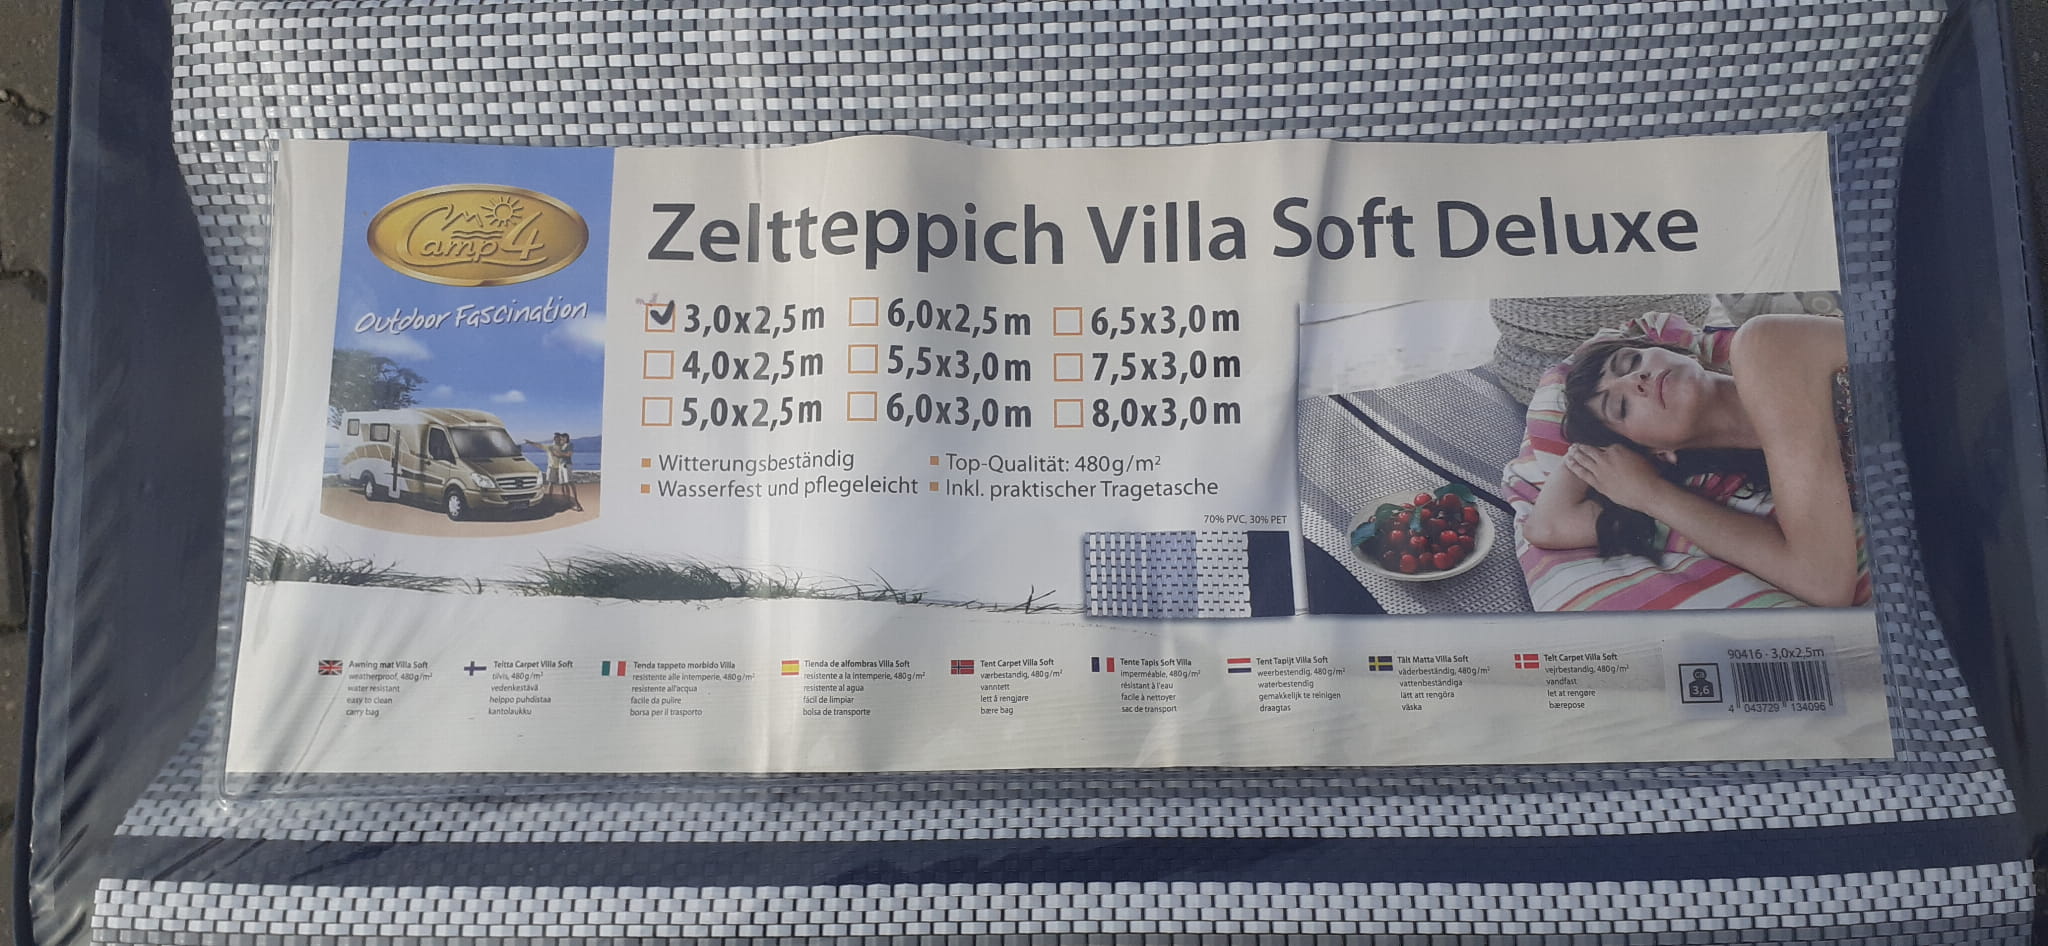 Camp4
Outdoor Fascination
Zeltteppich Villa Soft Deluxe
3,0x2,5m 6,0x2,5m 6,5x3,0m
4,0x2,5m 5,5x3,0m 7,5x3,0m
5,0x2,5m 6,0x3,0m 8,0x3,0m
Witterungsbeständig
Wasserfest und pflegeleicht
Top-Qualität: 480g/m²
Inkl. praktischer Tragetasche
70% PVC, 30% PET
Awning mat Villa Soft
weatherproof, 480g/m²
water resistant
easy to clean
carry bag
Teltta Carpet Villa Soft
tiivis, 480g/m²
vedenkestävä
helppo puhdistaa
kantolaukku
Tenda tappeto morbido Villa
resistente alle intemperie, 480g/m²
resistente all'acqua
facile da pulire
borsa per il trasporto
Tienda de alfombras Villa Soft
resistente a la intemperie, 480g/m²
resistente al agua
fácil de limpiar
bolsa de transporte
Tent Carpet Villa Soft
værbestandig, 480g/m²
vanntett
lett å rengjøre
bære bag
Tente Tapis Soft Villa
imperméable, 480g/m²
résistant à l'eau
facile à nettoyer
sac de transport
Tent Tapijt Villa Soft
weerbestendig, 480g/m²
waterbestendig
gemakkelijk te reinigen
draagtas
Tält Matta Villa Soft
väderbeständig, 480g/m²
vattenbeständiga
lätt att rengöra
väska
Telt Carpet Villa Soft
vejrbestandig, 480g/m²
vandfast
let at rengøre
bærepose
90416 - 3,0x2,5m
3,6
4 043729 134096